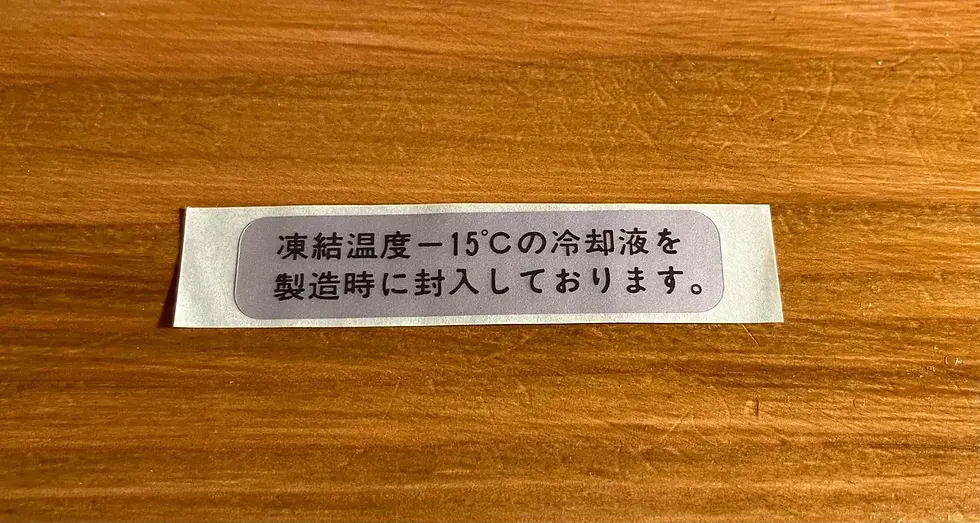 凍結温度−15℃の冷却液を
製造時に封入しております。